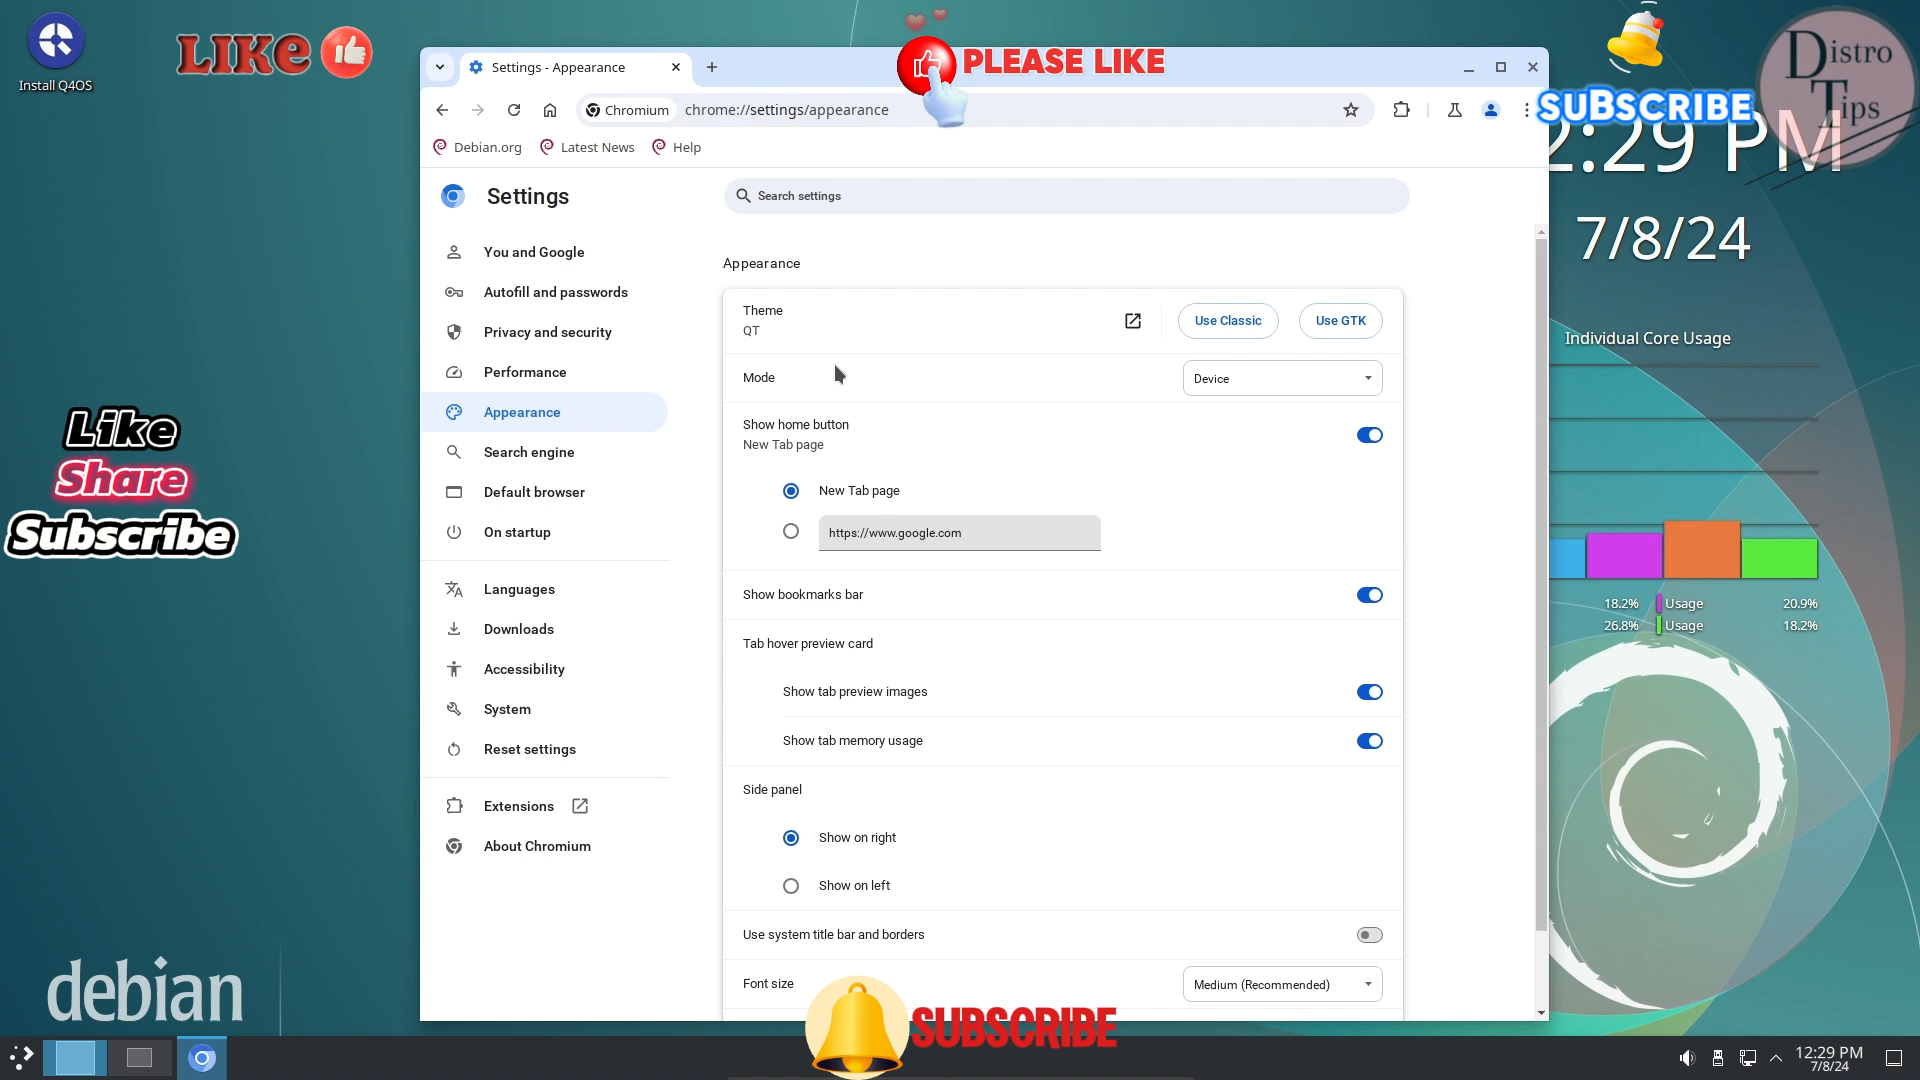 Install Q4OS
LIKE
Settings - Appearance
PLEASE LIKE
SUBSCRIBE
Distro
Tips
Chromium
chrome://settings/appearance
Debian.org
Latest News
Help
2:29 PM
7/8/24
Settings
Search settings
You and Google
Autofill and passwords
Privacy and security
Performance
Appearance
Search engine
Default browser
On startup
Languages
Downloads
Accessibility
System
Reset settings
Extensions
About Chromium
Appearance
Theme
QT
Use Classic
Use GTK
Mode
Device
Show home button
New Tab page
New Tab page
https://www.google.com
Show bookmarks bar
Tab hover preview card
Show tab preview images
Show tab memory usage
Side panel
Show on right
Show on left
Use system title bar and borders
Font size
Medium (Recommended)
Individual Core Usage
18.2% Usage 20.9%
26.8% Usage 18.2%
Like
Share
Subscribe
debian
SUBSCRIBE
12:29 PM
7/8/24